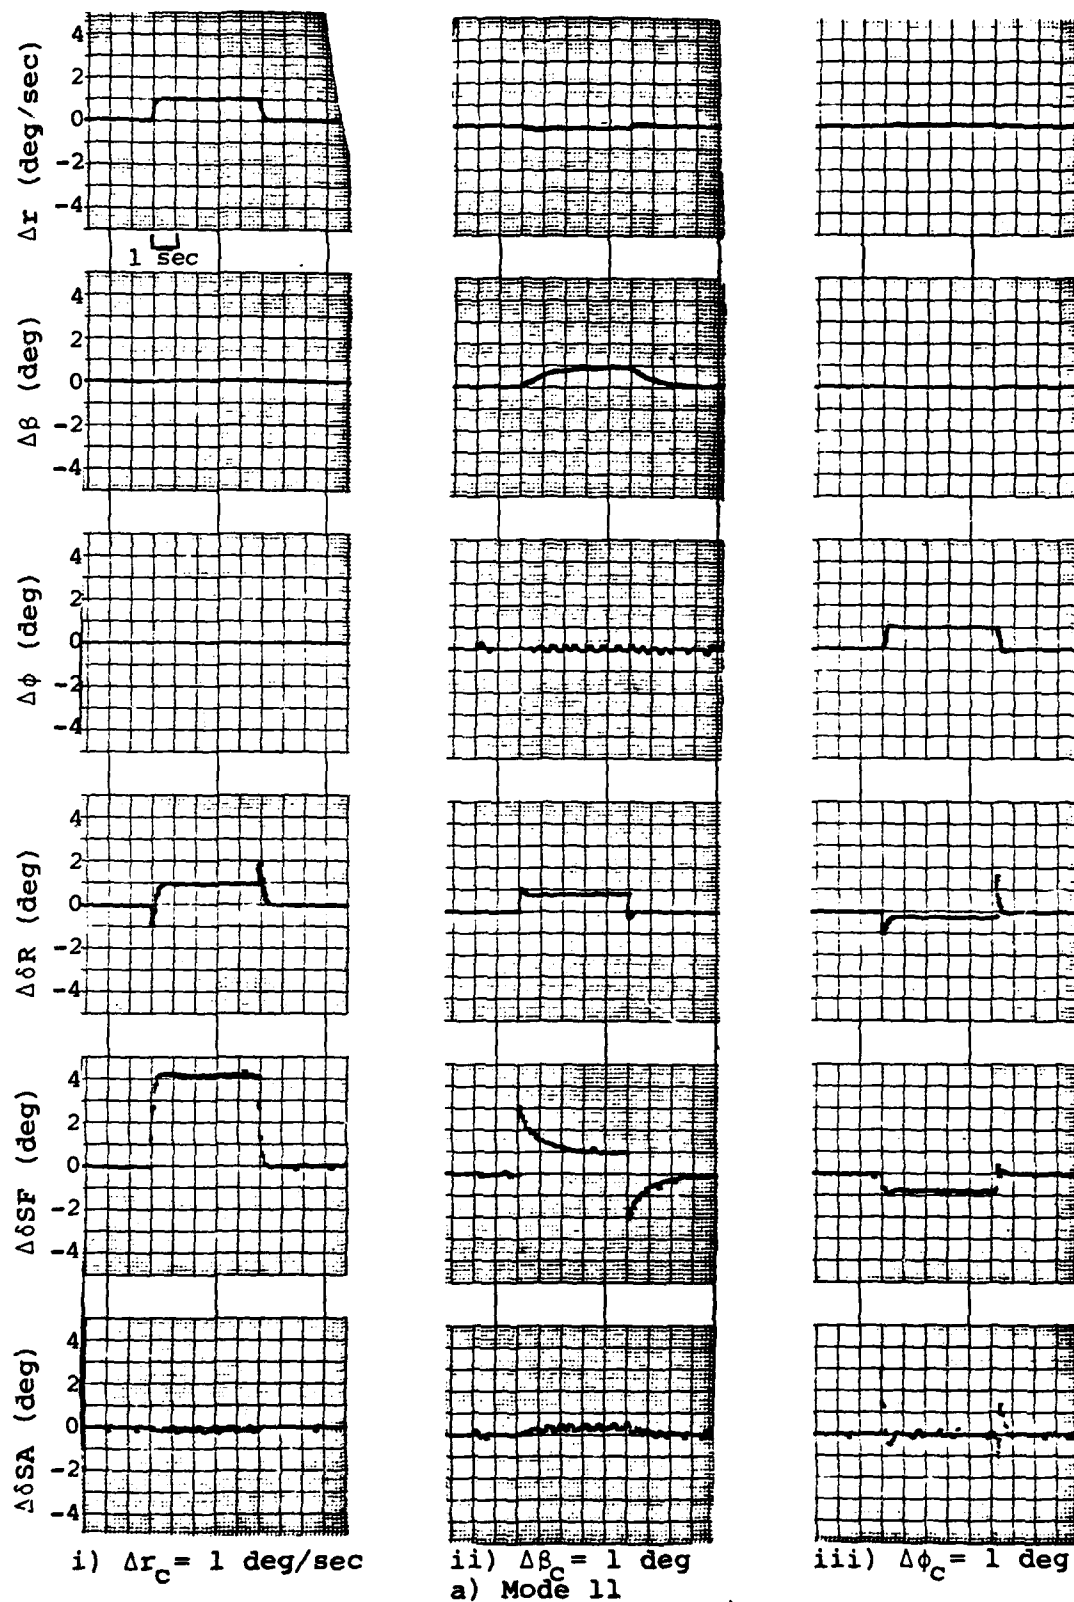 Δr (deg/sec)
4
2
0
-2
-4
1 sec
Δβ (deg)
4
2
0
-2
-4
Δϕ (deg)
4
2
0
-2
-4
ΔδR (deg)
4
2
0
-2
-4
ΔδSF (deg)
4
2
0
-2
-4
ΔδSA (deg)
4
2
0
-2
-4
i) Δr_c = 1 deg/sec
ii) Δβ_c = 1 deg
iii) Δϕ_c = 1 deg
a) Mode 11